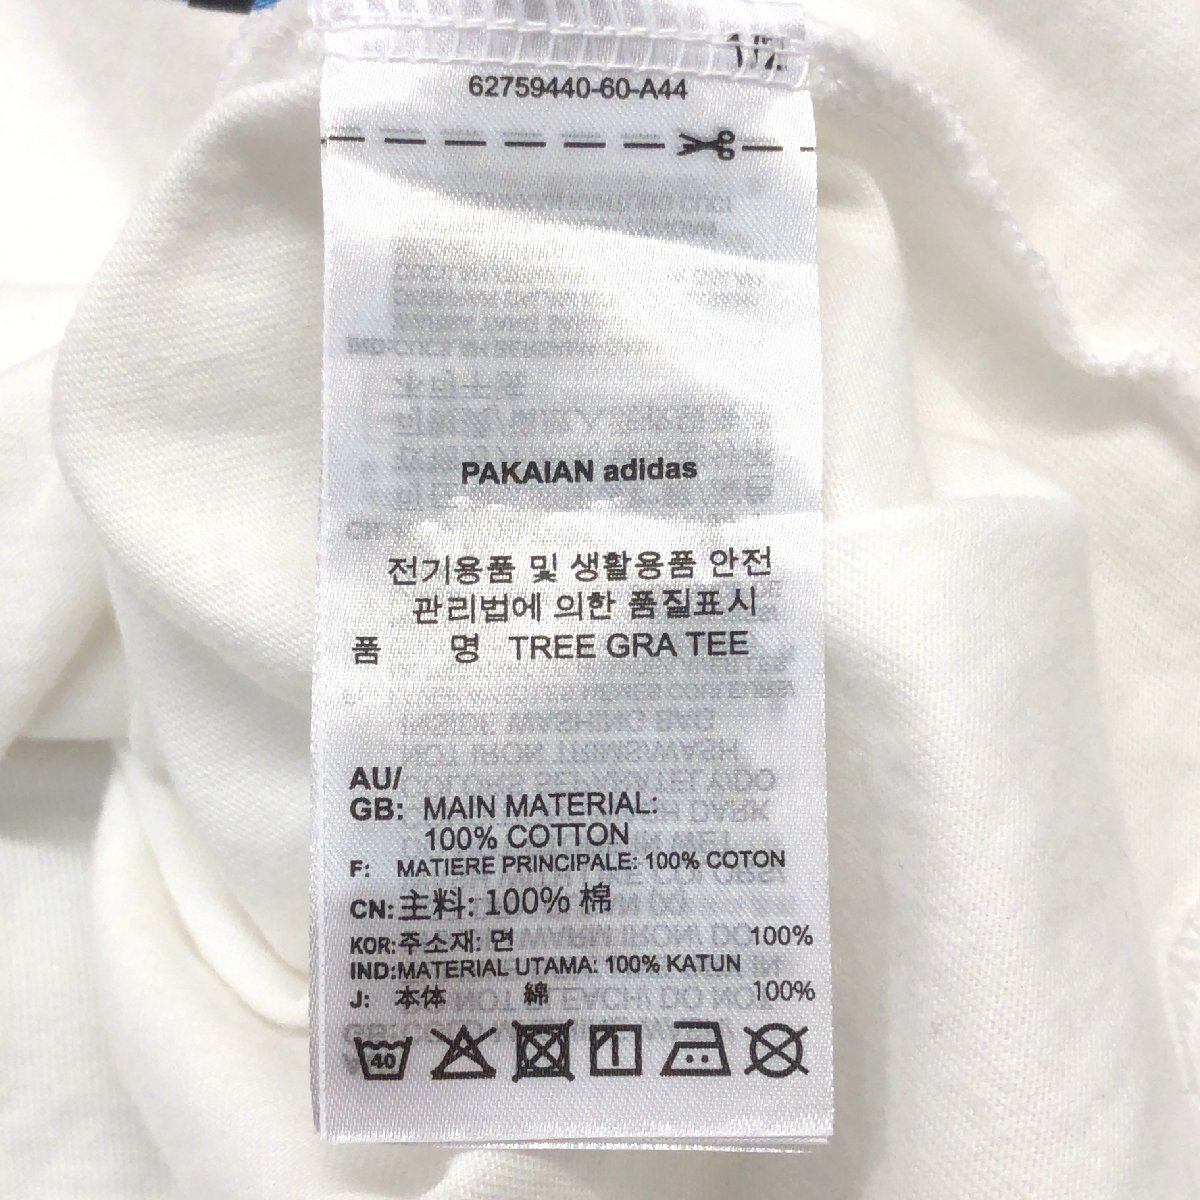 62759440-60-A44
PAKAIAN adidas
전기용품 및 생활용품 안전
관리법에 의한 품질표시
품 명 TREE GRA TEE
AU/
GB: MAIN MATERIAL:
100% COTTON
F: MATIERE PRINCIPALE: 100% COTON
CN: 主料: 100% 棉
KOR: 주소재: 면 100%
IND: MATERIAL UTAMA: 100% KATUN
J: 本体 綿 100%
40